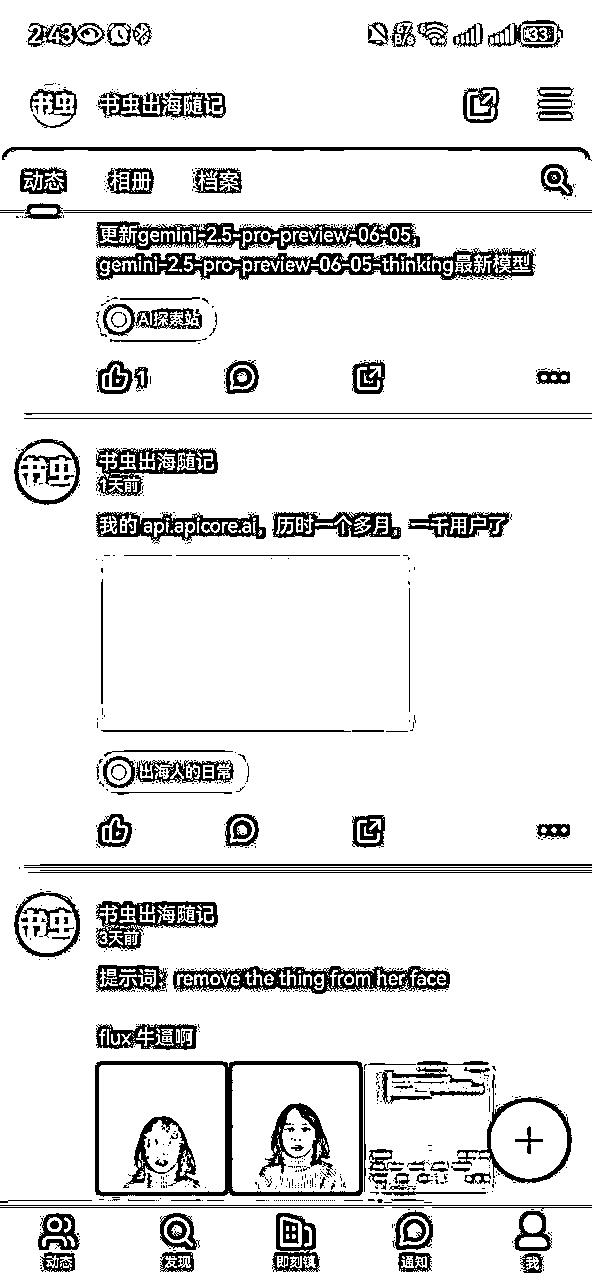 2:43
33
书虫
书虫出海随记
动态 相册 档案
更新gemini-2.5-pro-preview-06-05,
gemini-2.5-pro-preview-06-05-thinking最新模型
AI探索站
1
书虫
书虫出海随记
1天前
我的 api.apicore.ai，历时一个多月，一千用户了
出海人的日常
书虫
书虫出海随记
3天前
提示词：remove the thing from her face
flux 牛逼啊
动态 发现 即刻镇 通知 我